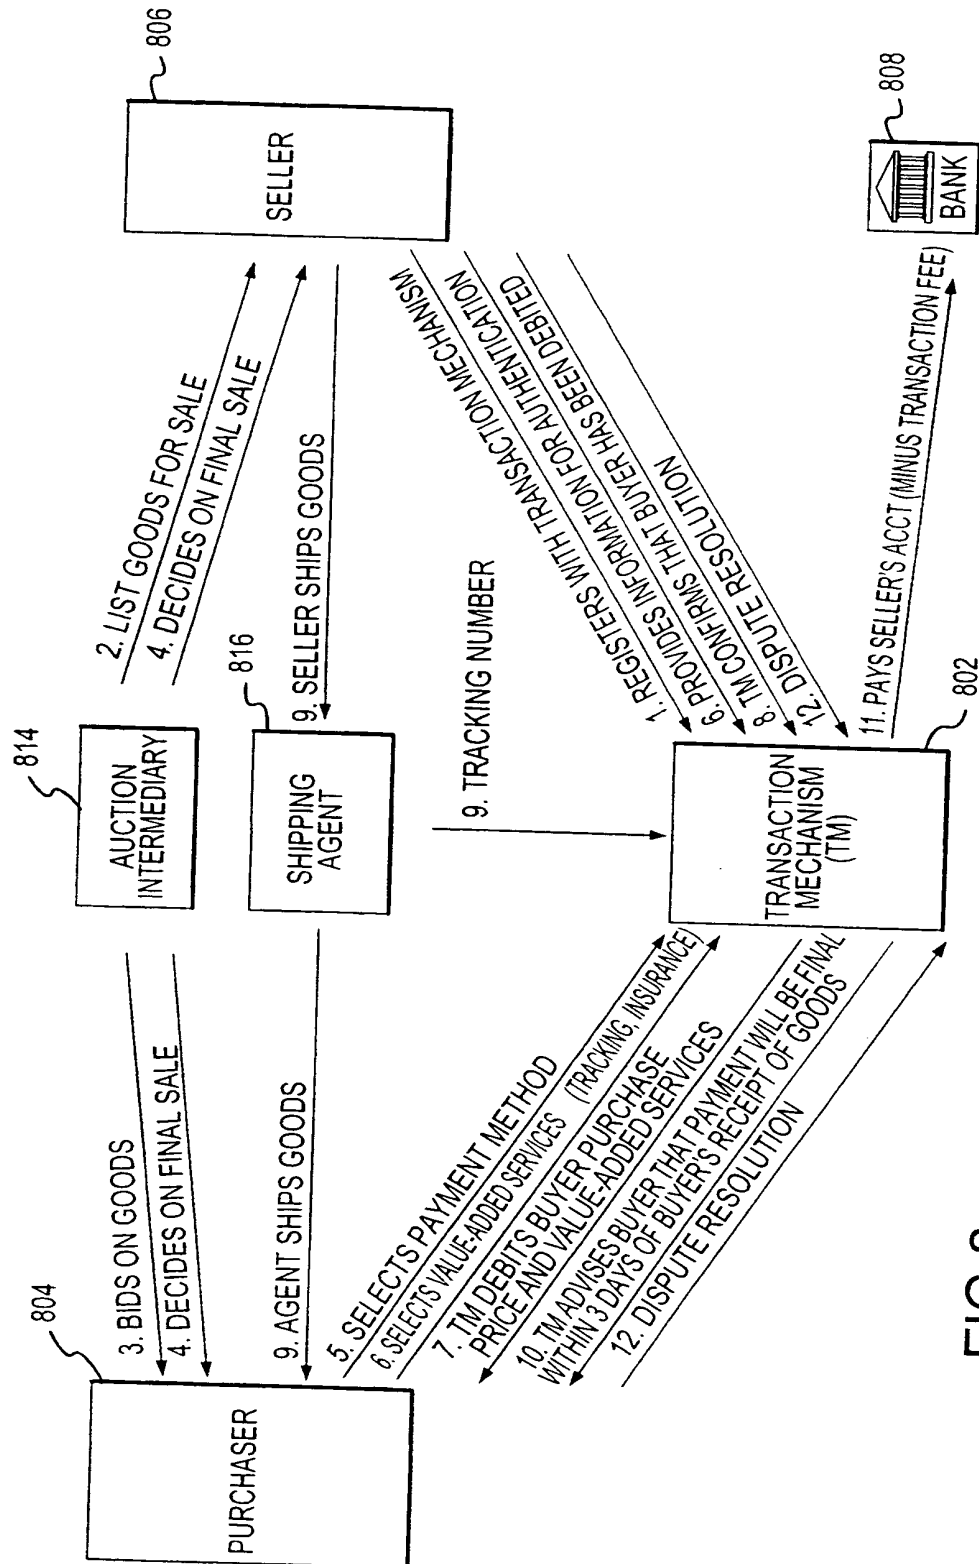 804
PURCHASER
3. BIDS ON GOODS
4. DECIDES ON FINAL SALE
9. AGENT SHIPS GOODS
814
AUCTION
INTERMEDIARY
816
SHIPPING
AGENT
2. LIST GOODS FOR SALE
4. DECIDES ON FINAL SALE
9. SELLER SHIPS GOODS
806
SELLER
9. TRACKING NUMBER
5. SELECTS PAYMENT METHOD
6. SELECTS VALUE-ADDED SERVICES (TRACKING, INSURANCE)
7. TM DEBITS BUYER PURCHASE
PRICE AND VALUE-ADDED SERVICES
10. TM ADVISES BUYER THAT PAYMENT WILL BE FINAL
WITHIN 3 DAYS OF BUYER'S RECEIPT OF GOODS
12. DISPUTE RESOLUTION
1. REGISTERS WITH TRANSACTION MECHANISM
6. PROVIDES INFORMATION FOR AUTHENTICATION
8. TM CONFIRMS THAT BUYER HAS BEEN DEBITED
12. DISPUTE RESOLUTION
TRANSACTION
MECHANISM
(TM)
802
11. PAYS SELLER'S ACCT (MINUS TRANSACTION FEE)
808
BANK